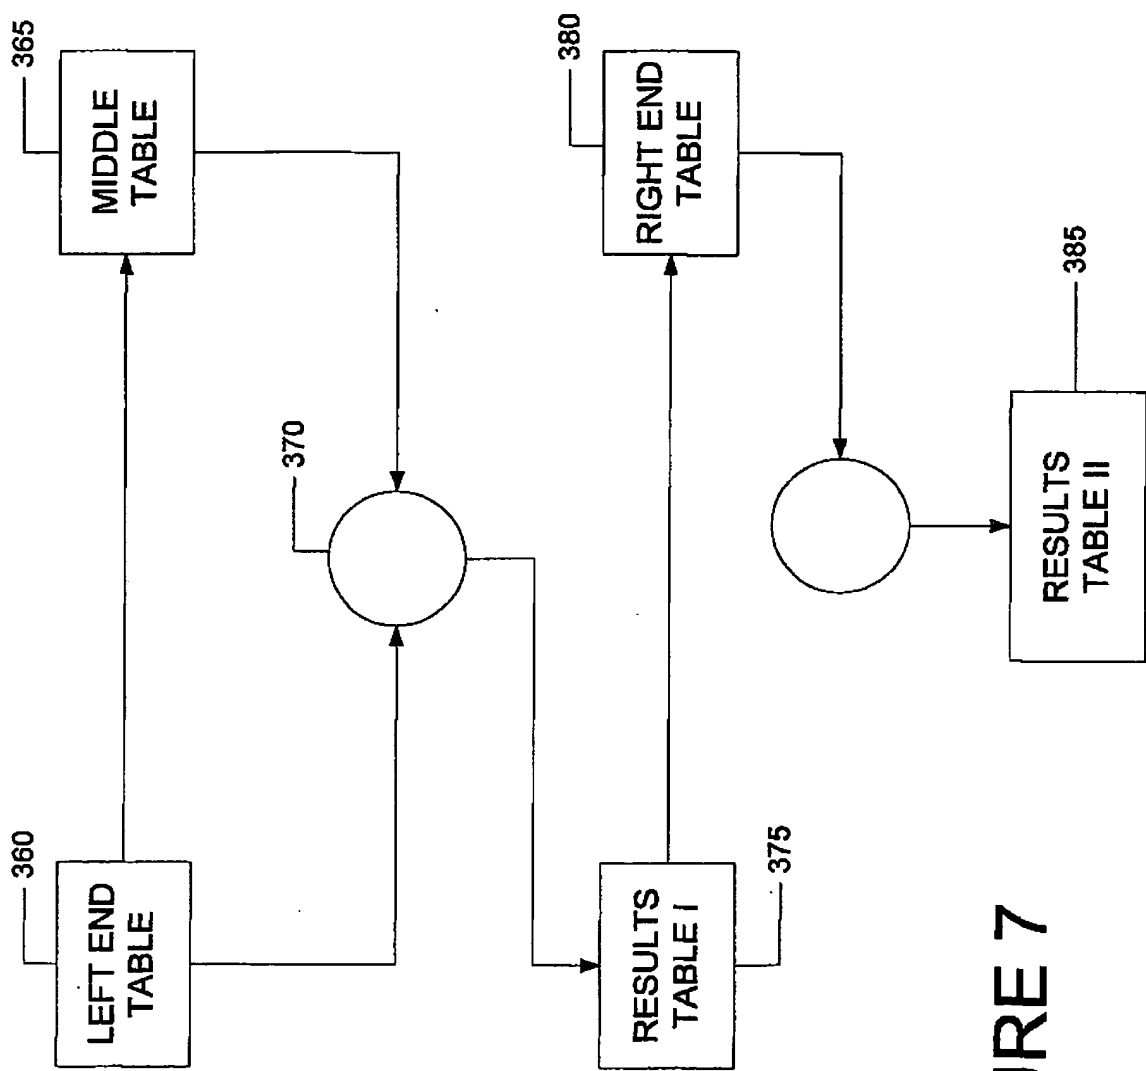 360
LEFT END
TABLE
365
MIDDLE
TABLE
370
RESULTS
TABLE I
375
380
RIGHT END
TABLE
RESULTS
TABLE II
385
URE 7